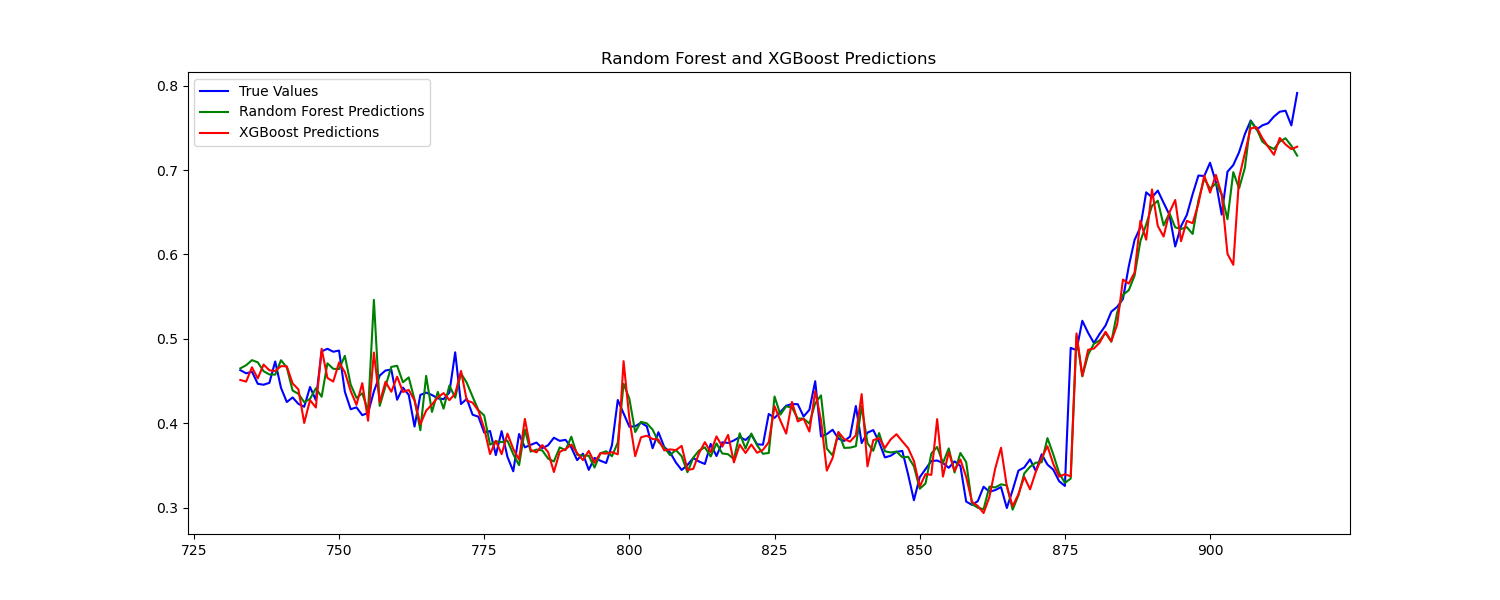 Random Forest and XGBoost Predictions
True Values
Random Forest Predictions
XGBoost Predictions
0.8
0.7
0.6
0.5
0.4
0.3
725 750 775 800 825 850 875 900